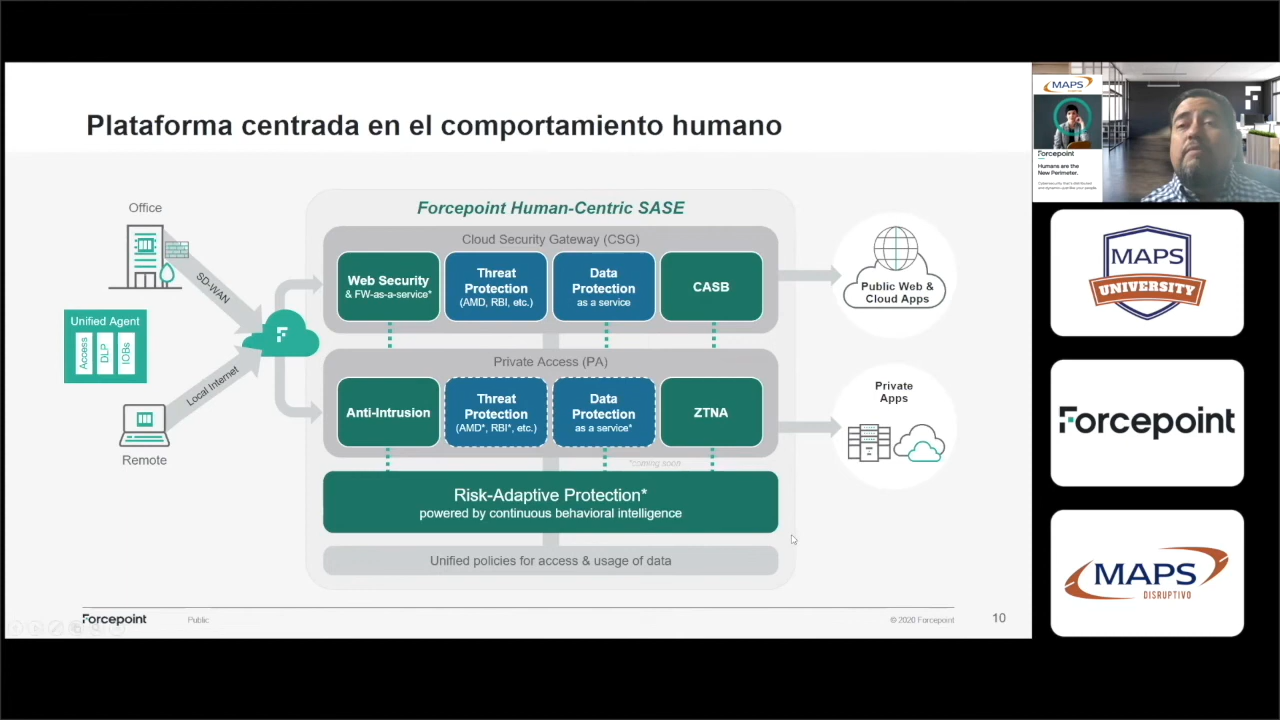 Plataforma centrada en el comportamiento humano
Office
SD-WAN
Unified Agent
Access
DLP
IOBs
Local Internet
Remote
Forcepoint Human-Centric SASE
Cloud Security Gateway (CSG)
Web Security
& FW-as-a-service*
Threat
Protection
(AMD, RBI, etc.)
Data
Protection
as a service
CASB
Private Access (PA)
Anti-Intrusion
Threat
Protection
(AMD*, RBI*, etc.)
Data
Protection
as a service*
ZTNA
*coming soon
Risk-Adaptive Protection*
powered by continuous behavioral intelligence
Unified policies for access & usage of data
Public Web &
Cloud Apps
Private
Apps
Forcepoint
Public
© 2020 Forcepoint
10
MAPS
Forcepoint
Humans are the
New Perimeter.
MAPS
UNIVERSITY
Forcepoint
MAPS
DISRUPTIVO